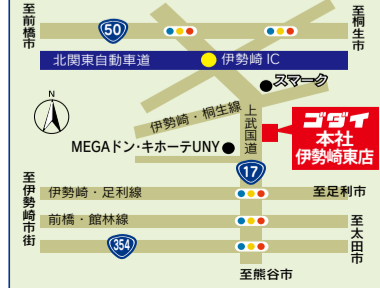 至前橋市
50
至桐生市
北関東自動車道
伊勢崎 IC
スマーク
N
伊勢崎・桐生線
上武国道
ゴダイ
本社
伊勢崎東店
MEGAドン・キホーテUNY
17
至伊勢崎市街
伊勢崎・足利線
至足利市
前橋・館林線
至太田市
354
至熊谷市